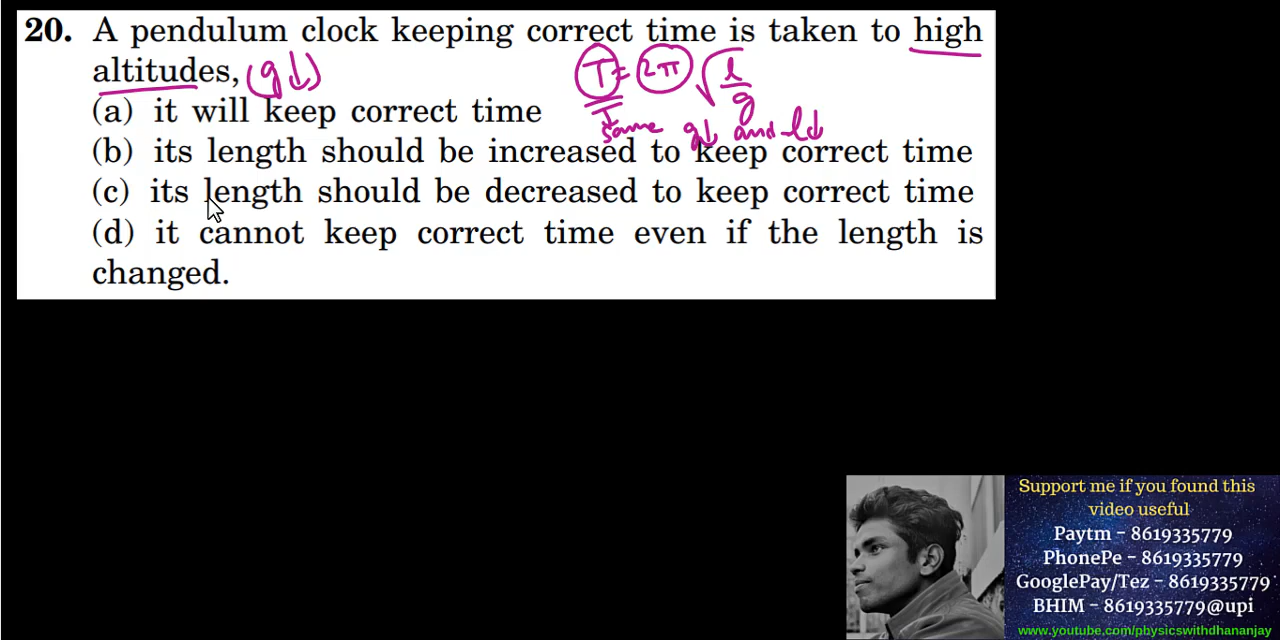 20. A pendulum clock keeping correct time is taken to high
altitudes, (g↓)
T = 2π √l/g
(a) it will keep correct time
same g↓ and l↓
(b) its length should be increased to keep correct time
(c) its length should be decreased to keep correct time
(d) it cannot keep correct time even if the length is
changed.
Support me if you found this
video useful
Paytm - 8619335779
PhonePe - 8619335779
GooglePay/Tez - 8619335779
BHIM - 8619335779@upi
www.youtube.com/physicswithdhananjay